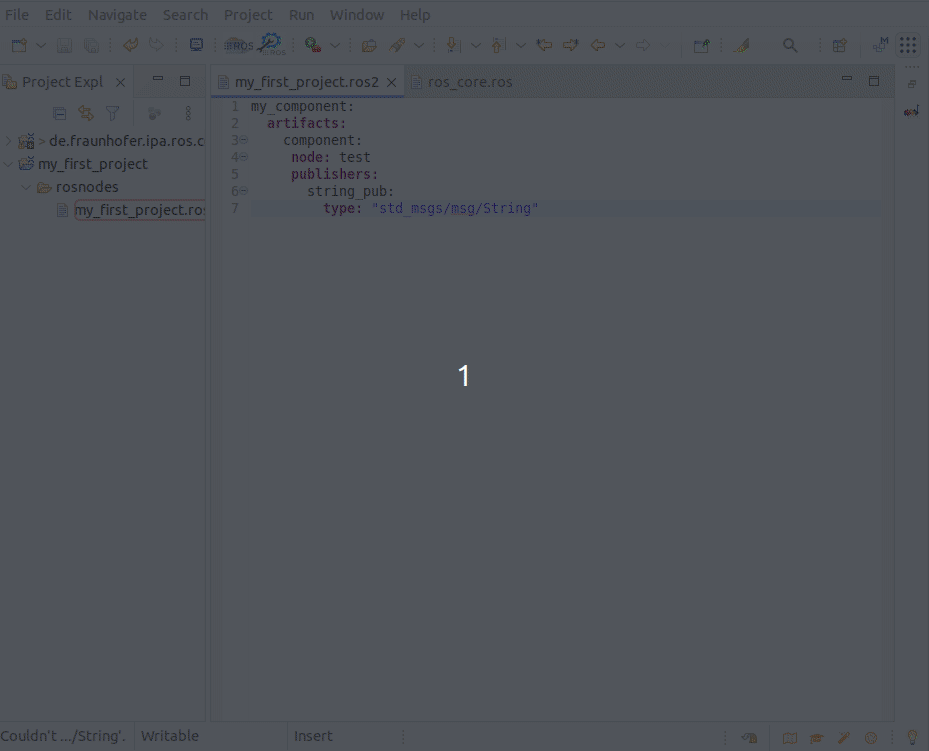 File Edit Navigate Search Project Run Window Help
ROS ROS
Project Expl
my_first_project.ros2 ros_core.ros
> de.fraunhofer.ipa.ros.c
my_first_project
rosnodes
my_first_project.ros
1 my_component:
2 artifacts:
3 component:
4 node: test
5 publishers:
6 string_pub:
7 type: "std_msgs/msg/String"
1
Couldn't .../String'. Writable Insert